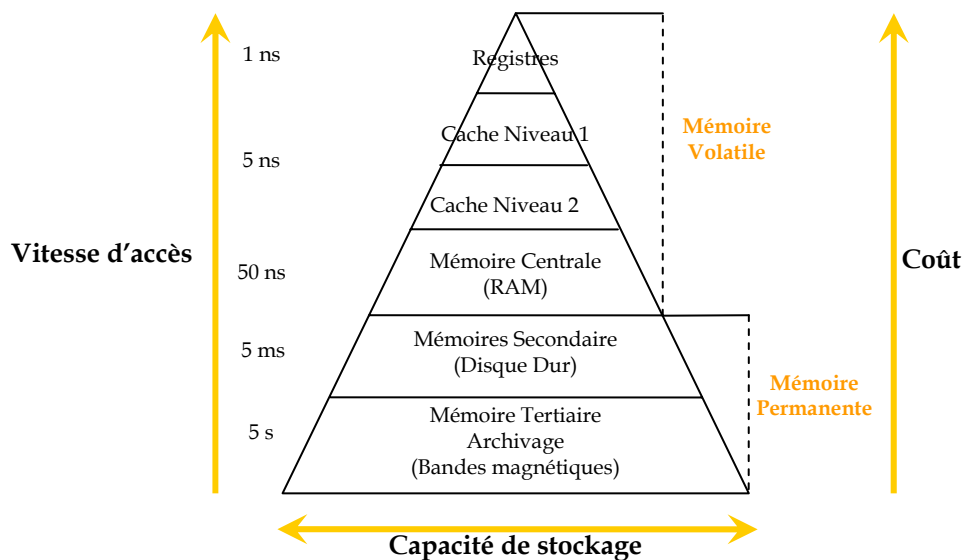 1 ns
Registres
Cache Niveau 1
Mémoire
Volatile
5 ns
Cache Niveau 2
Vitesse d’accès
50 ns
Mémoire Centrale
(RAM)
Coût
5 ms
Mémoires Secondaire
(Disque Dur)
Mémoire
Permanente
5 s
Mémoire Tertiaire
Archivage
(Bandes magnétiques)
Capacité de stockage